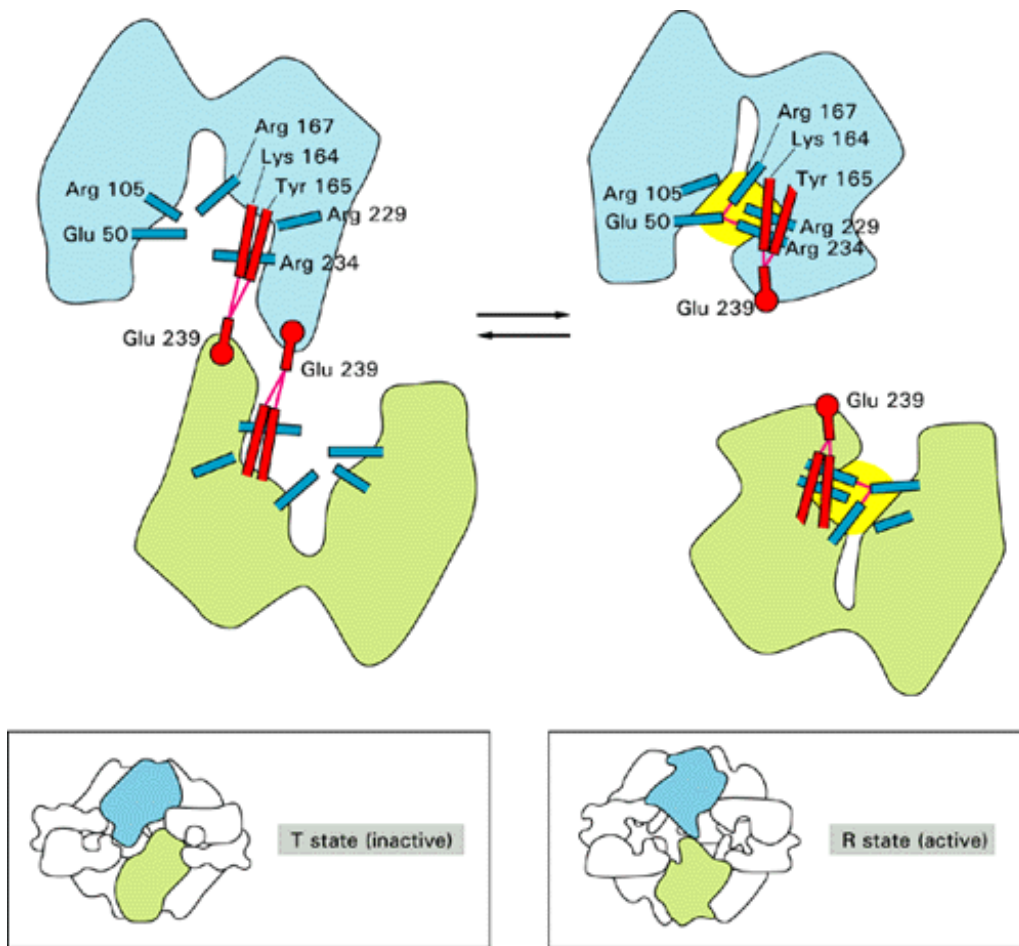 Arg 167
Lys 164
Tyr 165
Arg 105
Arg 229
Glu 50
Arg 234
Glu 239
Glu 239
Arg 167
Lys 164
Tyr 165
Arg 105
Glu 50
Arg 229
Arg 234
Glu 239
Glu 239
T state (inactive)
R state (active)